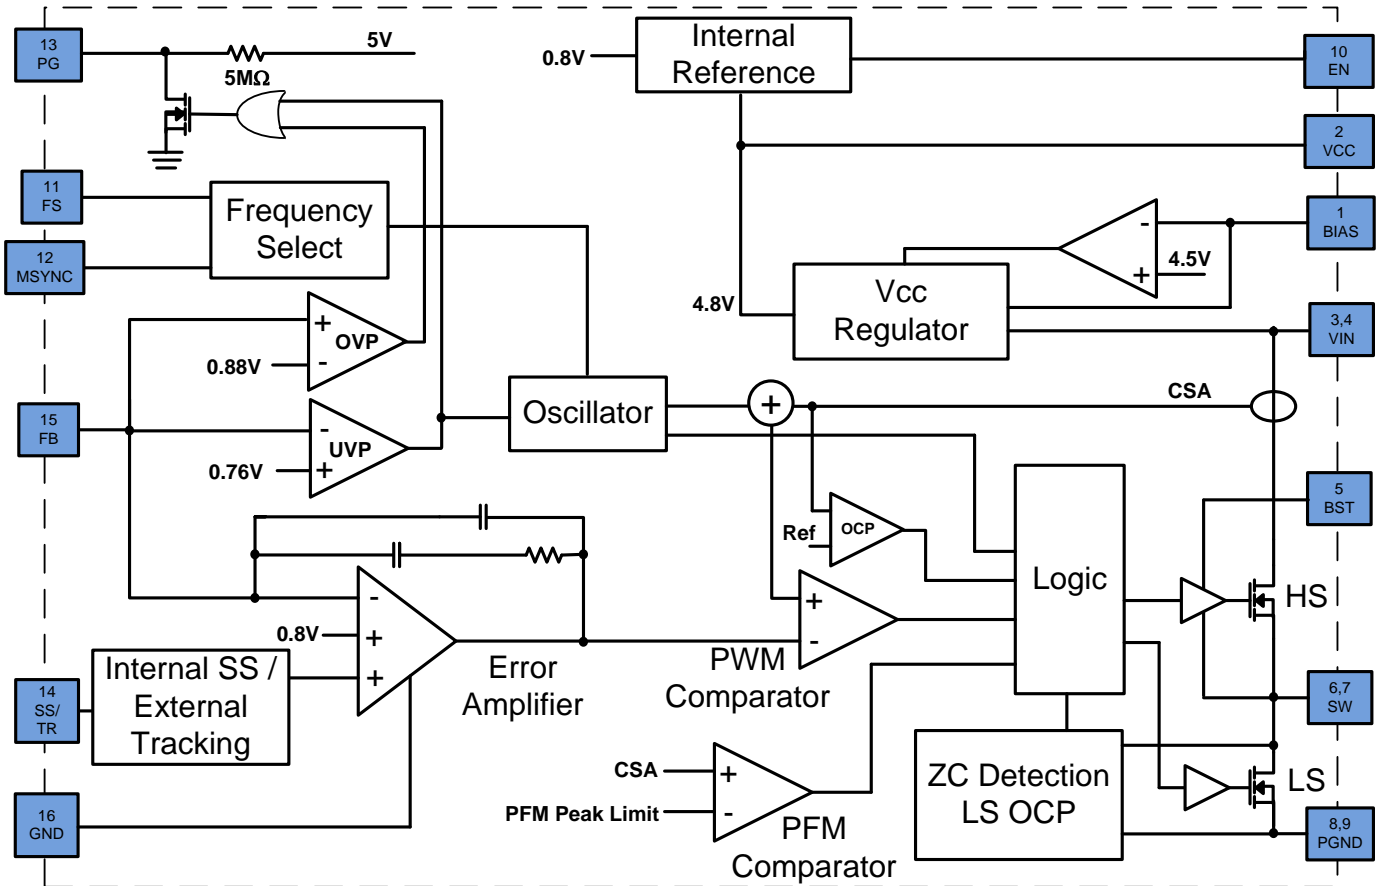 13
PG
5V
5MΩ
0.8V
Internal
Reference
10
EN
2
VCC
11
FS
12
MSYNC
Frequency
Select
1
BIAS
-
+
4.5V
4.8V
Vcc
Regulator
3,4
VIN
+
OVP
0.88V
-
15
FB
-
UVP
0.76V
+
Oscillator
+
CSA
5
BST
Ref
OCP
Logic
HS
-
0.8V
+
+
+
-
Error
Amplifier
PWM
Comparator
Internal SS /
External
Tracking
14
SS/
TR
6,7
SW
CSA
+
PFM Peak Limit
-
PFM
Comparator
ZC Detection
LS OCP
LS
16
GND
8,9
PGND